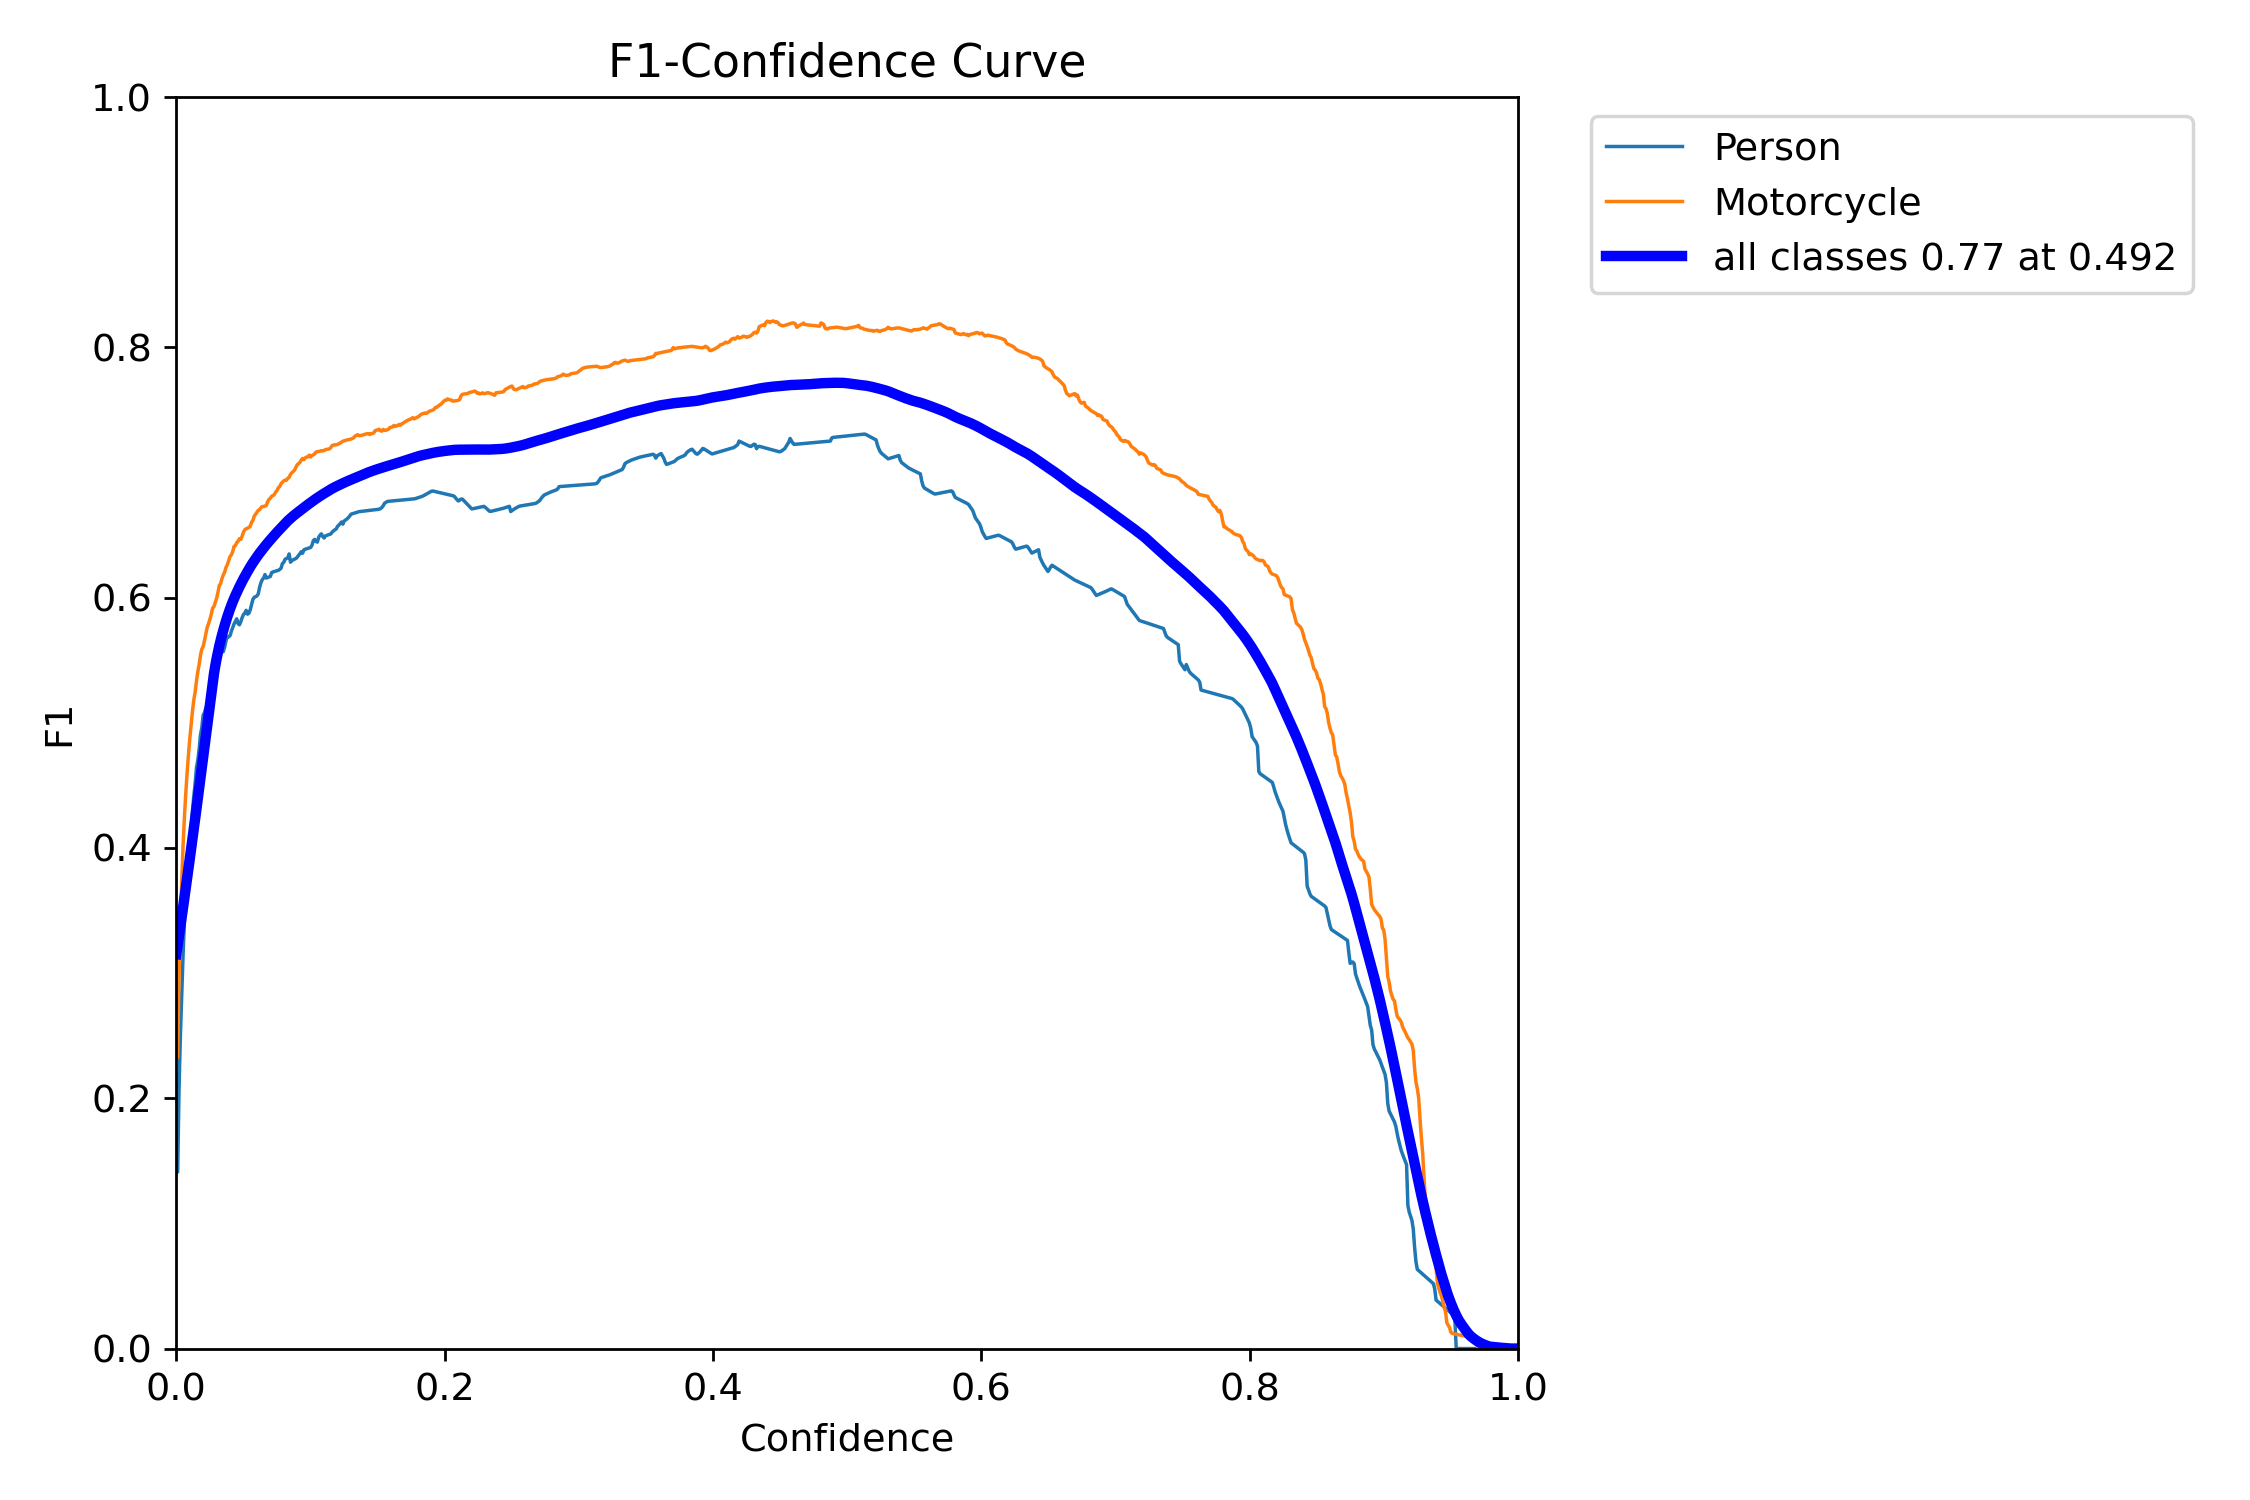 F1-Confidence Curve
1.0
0.8
0.6
0.4
0.2
0.0
F1
0.0 0.2 0.4 0.6 0.8 1.0
Confidence
Person
Motorcycle
all classes 0.77 at 0.492